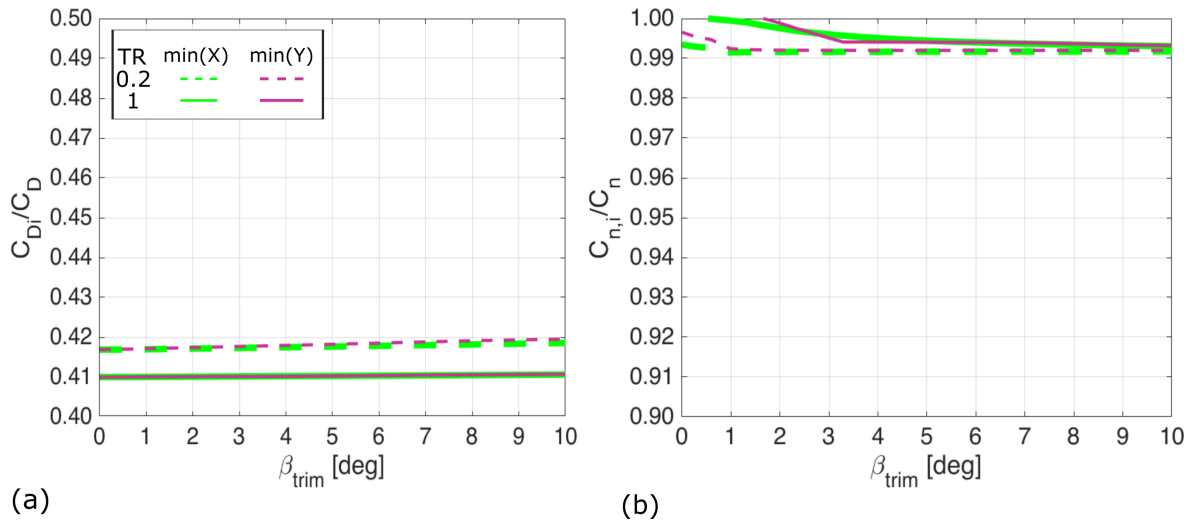 0.50
0.49
0.48
0.47
0.46
0.45
0.44
0.43
0.42
0.41
0.40
C_Di/C_D
TR min(X) min(Y)
0.2
1
0 1 2 3 4 5 6 7 8 9 10
β_trim [deg]
(a)
1.00
0.99
0.98
0.97
0.96
0.95
0.94
0.93
0.92
0.91
0.90
C_n,i/C_n
0 1 2 3 4 5 6 7 8 9 10
β_trim [deg]
(b)